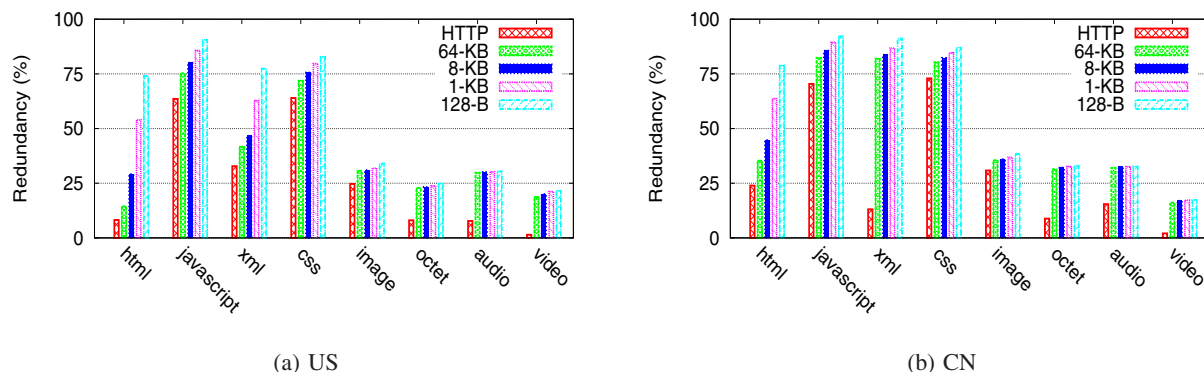 Redundancy (%)
100
75
50
25
0
HTTP
64-KB
8-KB
1-KB
128-B
html
javascript
xml
css
image
octet
audio
video
(a) US
Redundancy (%)
100
75
50
25
0
HTTP
64-KB
8-KB
1-KB
128-B
html
javascript
xml
css
image
octet
audio
video
(b) CN